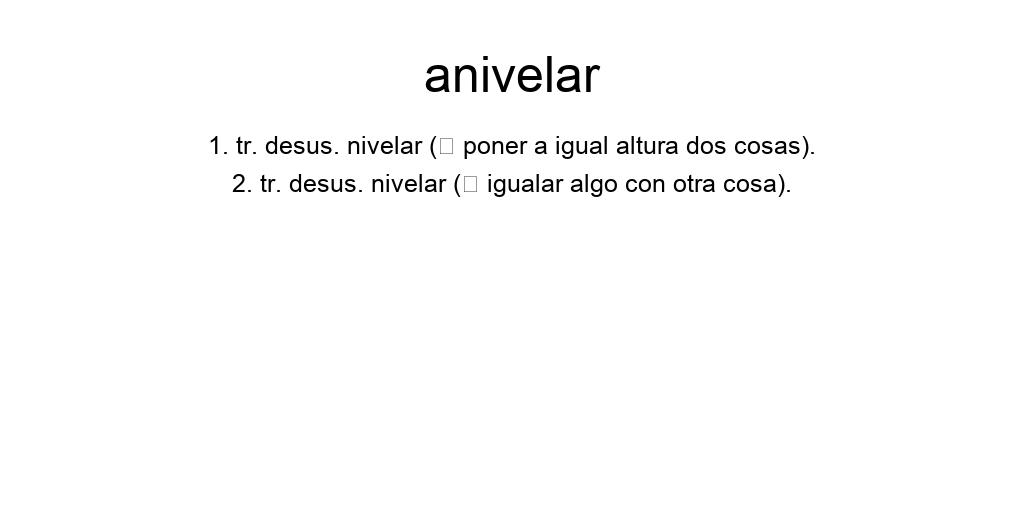 anivelar
1. tr. desus. nivelar (□ poner a igual altura dos cosas).
2. tr. desus. nivelar (□ igualar algo con otra cosa).